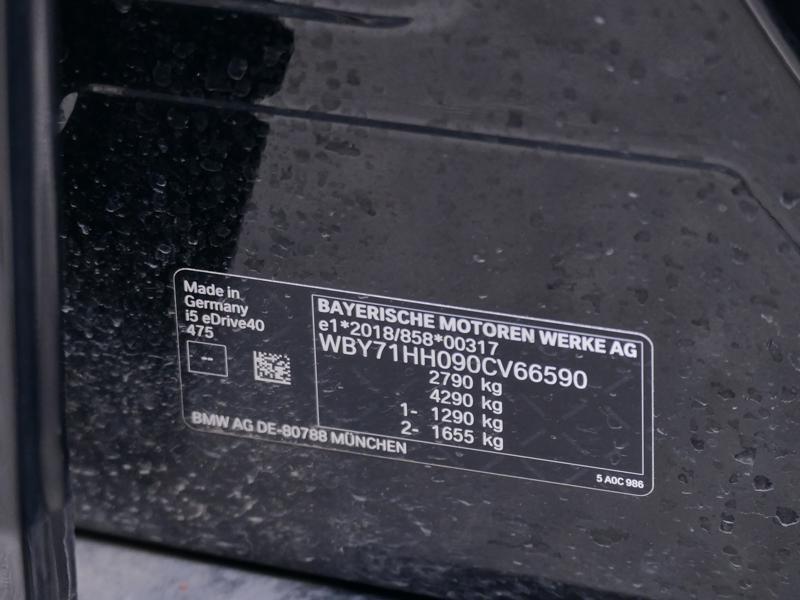 Made in
Germany
i5 eDrive40
475
--
BAYERISCHE MOTOREN WERKE AG
e1*2018/858*00317
WBY71HH090CV66590
2790 kg
4290 kg
1- 1290 kg
2- 1655 kg
BMW AG DE-80788 MÜNCHEN
5 A0C 986